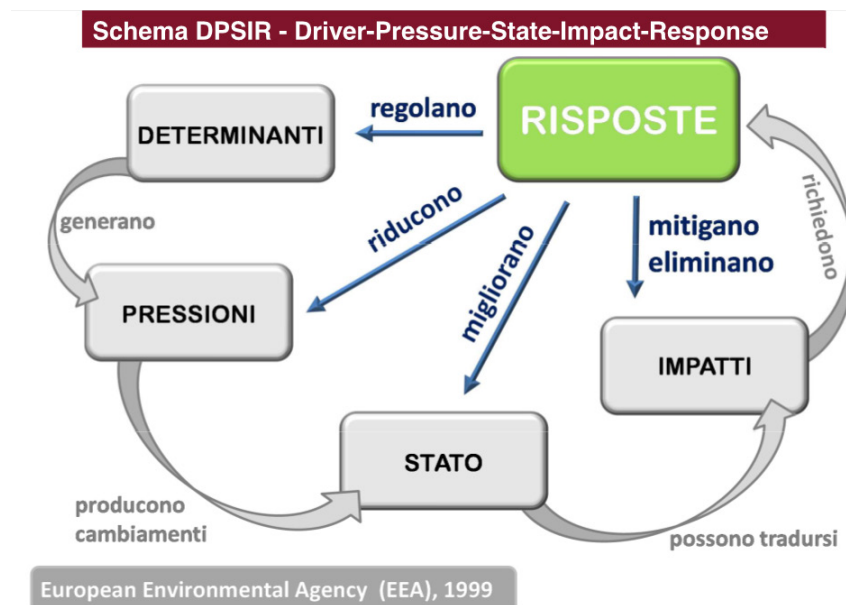 Schema DPSIR - Driver-Pressure-State-Impact-Response
DETERMINANTI
regolano
RISPOSTE
generano
riducono
migliorano
mitigano
eliminano
richiedono
PRESSIONI
IMPATTI
STATO
producono
cambiamenti
possono tradursi
European Environmental Agency (EEA), 1999